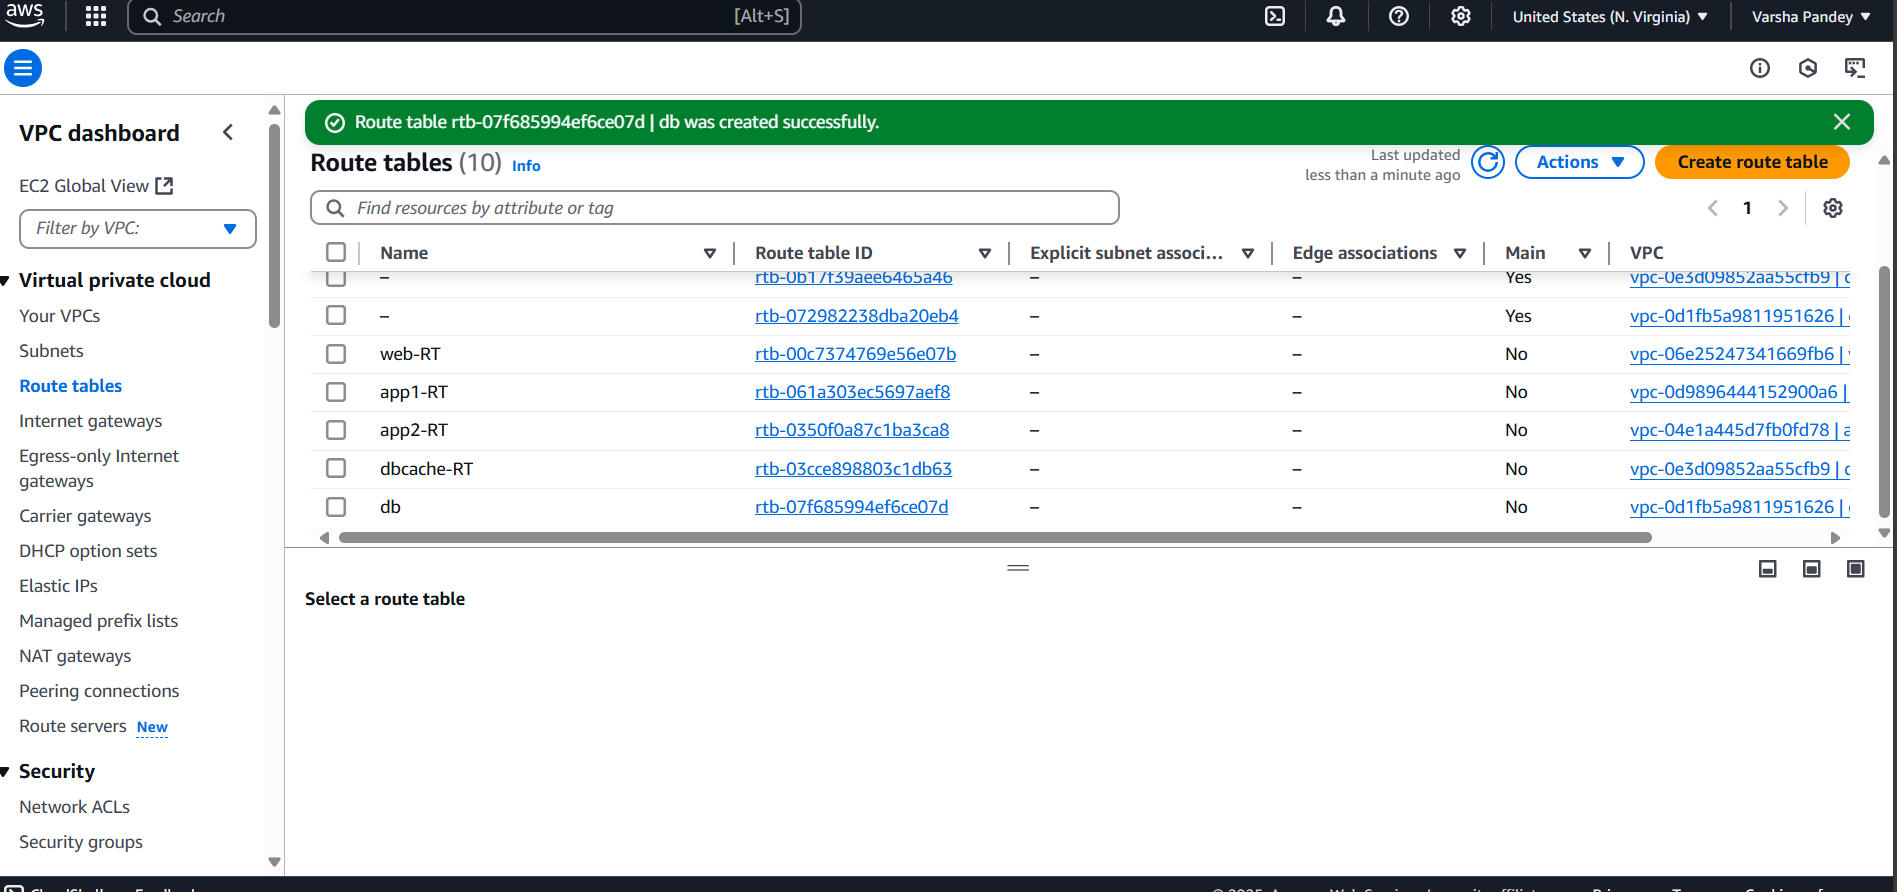 aws
Search
[Alt+S]
United States (N. Virginia)
Varsha Pandey
VPC dashboard
EC2 Global View
Filter by VPC:
Virtual private cloud
Your VPCs
Subnets
Route tables
Internet gateways
Egress-only Internet
gateways
Carrier gateways
DHCP option sets
Elastic IPs
Managed prefix lists
NAT gateways
Peering connections
Route servers New
Security
Network ACLs
Security groups
Route table rtb-07f685994ef6ce07d | db was created successfully.
Route tables (10) Info
Last updated
less than a minute ago
Actions
Create route table
Find resources by attribute or tag
1
Name Route table ID Explicit subnet associ... Edge associations Main VPC
– rtb-0b17f39aee6465a46 – – Yes vpc-0e3d09852aa55cfb9 |
– rtb-072982238dba20eb4 – – Yes vpc-0d1fb5a9811951626 |
web-RT rtb-00c7374769e56e07b – – No vpc-06e25247341669fb6 |
app1-RT rtb-061a303ec5697aef8 – – No vpc-0d9896444152900a6 |
app2-RT rtb-0350f0a87c1ba3ca8 – – No vpc-04e1a445d7fb0fd78 | a
dbcache-RT rtb-03cce898803c1db63 – – No vpc-0e3d09852aa55cfb9 |
db rtb-07f685994ef6ce07d – – No vpc-0d1fb5a9811951626 |
Select a route table